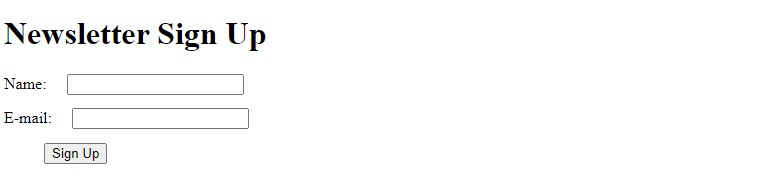 Newsletter Sign Up
Name:
E-mail:
Sign Up